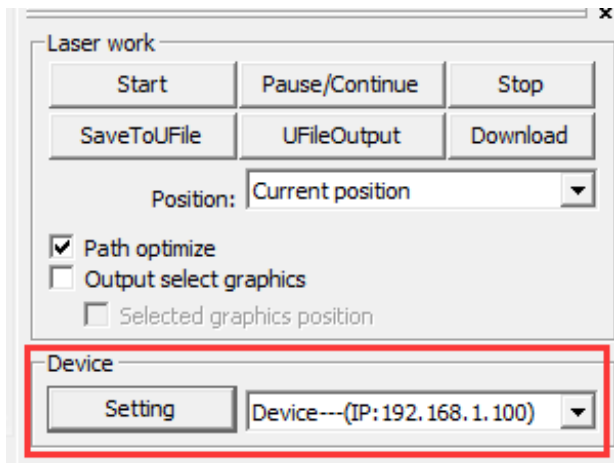 x
Laser work
Start Pause/Continue Stop
SaveToUFile UFileOutput Download
Position: Current position
Path optimize
Output select graphics
Selected graphics position
Device
Setting Device---(IP:192.168.1.100)